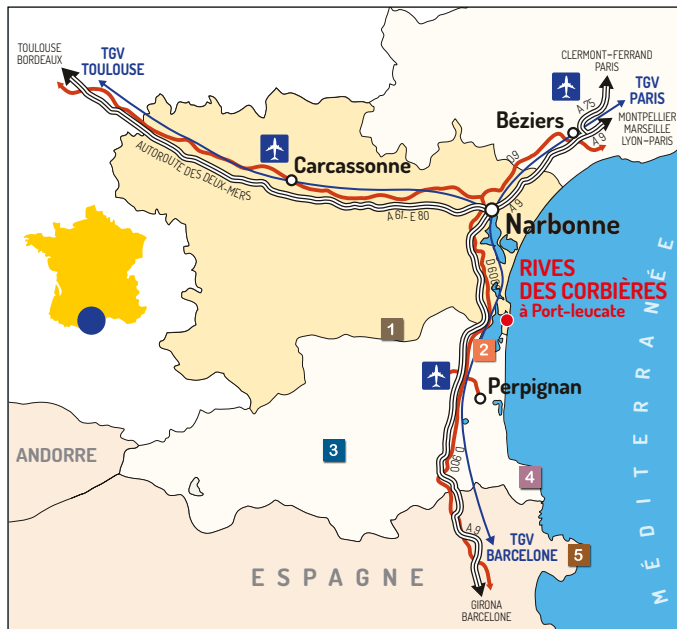 TOULOUSE
BORDEAUX
TGV
TOULOUSE
CLERMONT-FERRAND
PARIS
TGV
PARIS
A 75
MONTPELLIER
MARSEILLE
LYON-PARIS
Béziers
A 9
D9
AUTOROUTE DES DEUX-MERS
Carcassonne
A 61- E 80
A 9
Narbonne
D 6009
RIVES
DES CORBIÈRES
à Port-leucate
MÉDITERRANÉE
1
2
Perpignan
3
D 900
ANDORRE
4
A.9
TGV
BARCELONE
5
ESPAGNE
GIRONA
BARCELONE